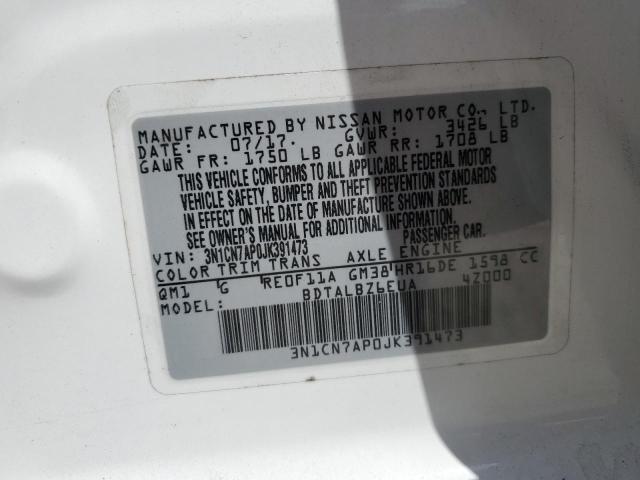 MANUFACTURED BY NISSAN MOTOR CO., LTD.
DATE: 07/17. GVWR: 3426 LB
GAWR FR: 1750 LB GAWR RR: 1708 LB
THIS VEHICLE CONFORMS TO ALL APPLICABLE FEDERAL MOTOR
VEHICLE SAFETY, BUMPER AND THEFT PREVENTION STANDARDS
IN EFFECT ON THE DATE OF MANUFACTURE SHOWN ABOVE.
SEE OWNER'S MANUAL FOR ADDITIONAL INFORMATION.
VIN: 3N1CN7AP0JK391473 PASSENGER CAR.
COLOR TRIM TRANS AXLE ENGINE
QM1 G RE0F11A GM38 HR16DE 1598 CC
MODEL: BDTALBZ6EUA 4Z000
3N1CN7AP0JK391473